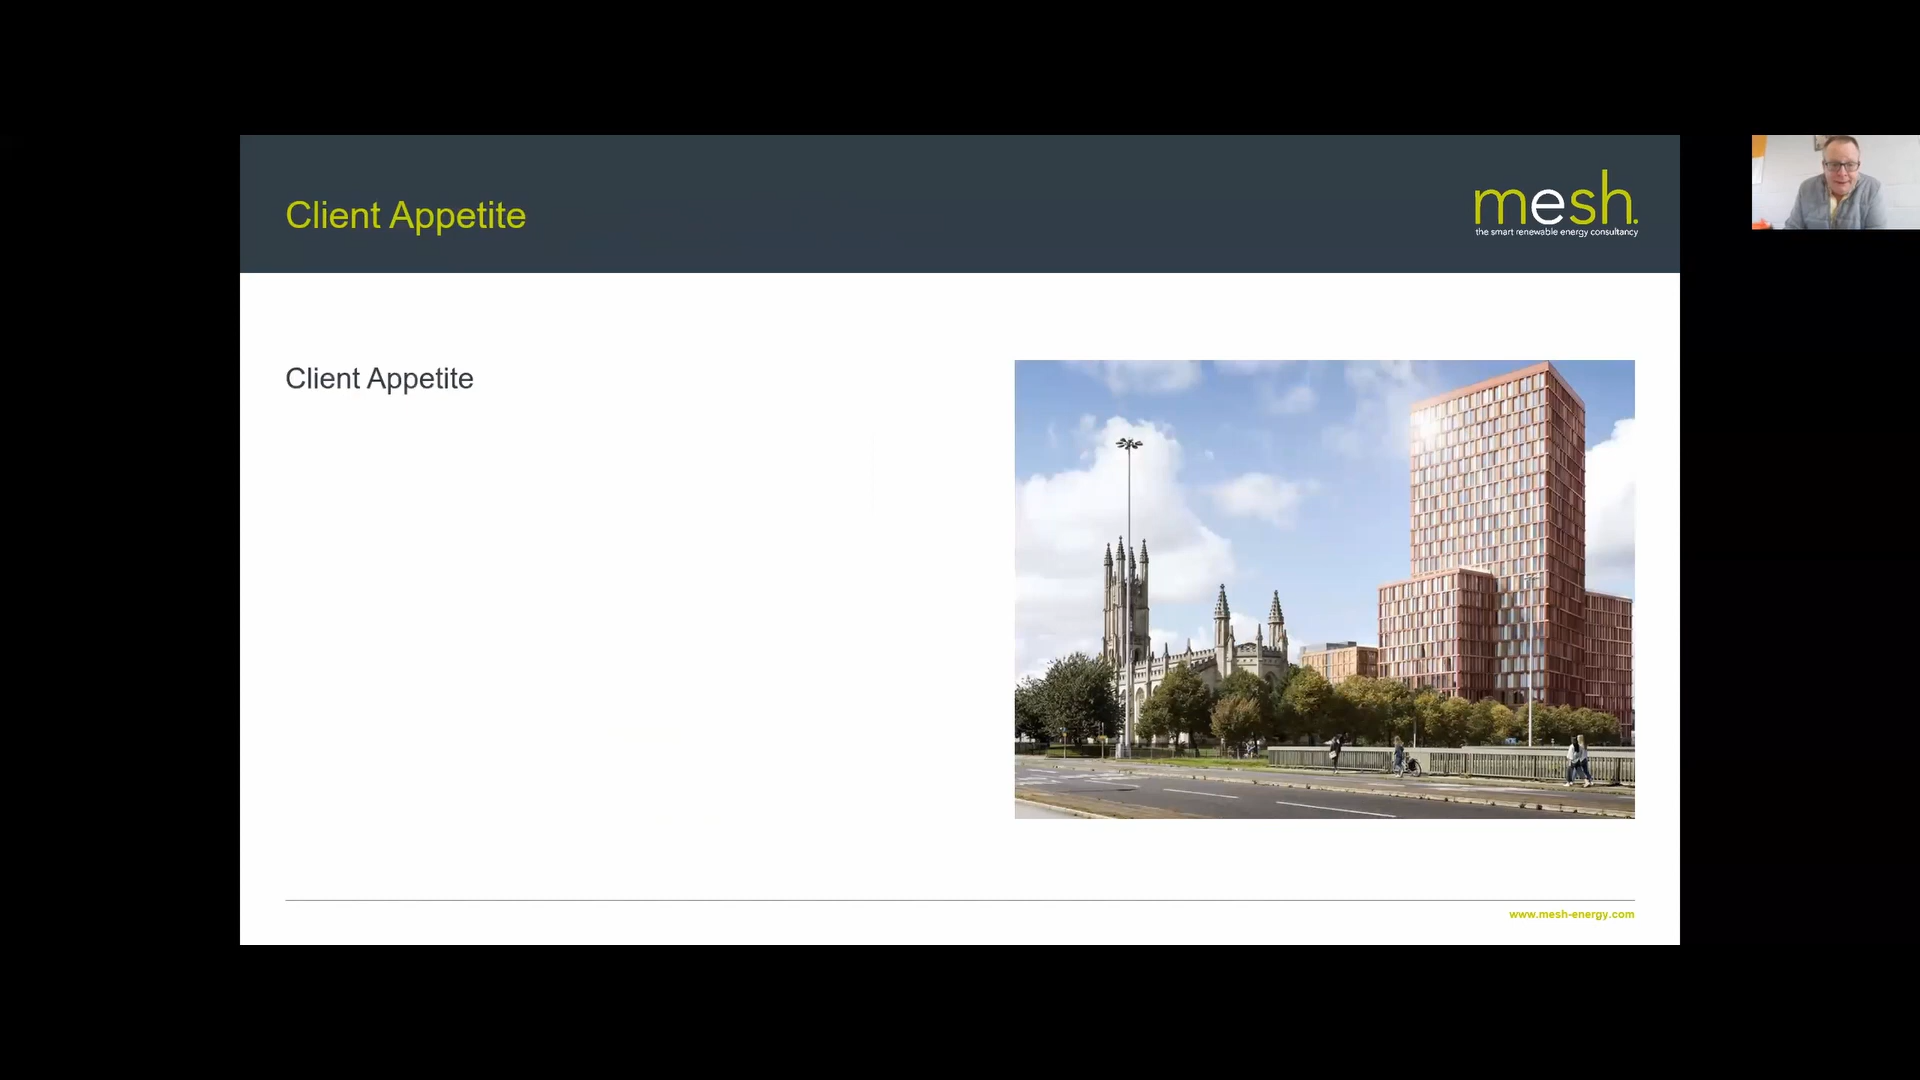 Client Appetite
mesh.
the smart renewable energy consultancy
Client Appetite
www.mesh-energy.com